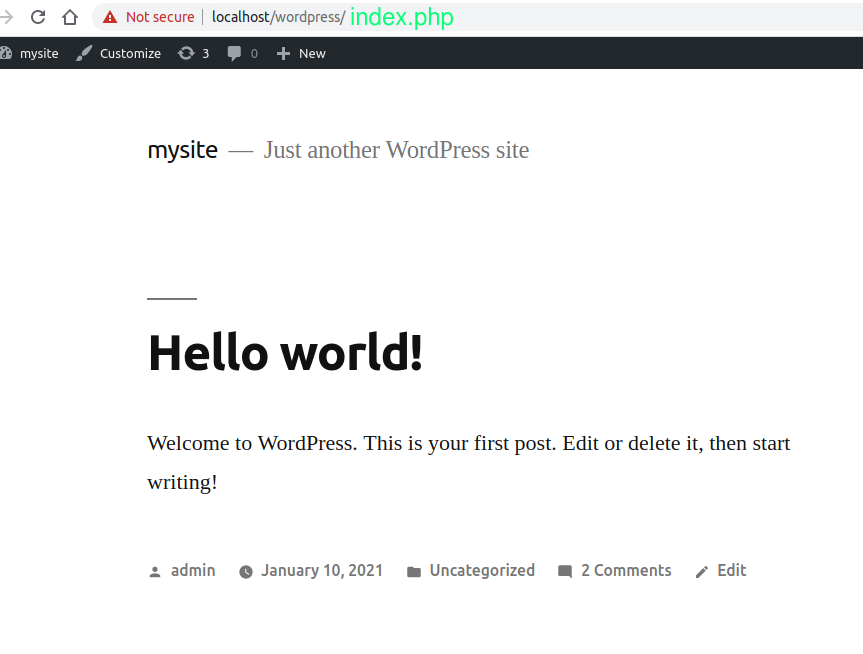 Not secure | localhost/wordpress/ index.php
mysite Customize 3 0 New
mysite — Just another WordPress site
Hello world!
Welcome to WordPress. This is your first post. Edit or delete it, then start
writing!
admin January 10, 2021 Uncategorized 2 Comments Edit